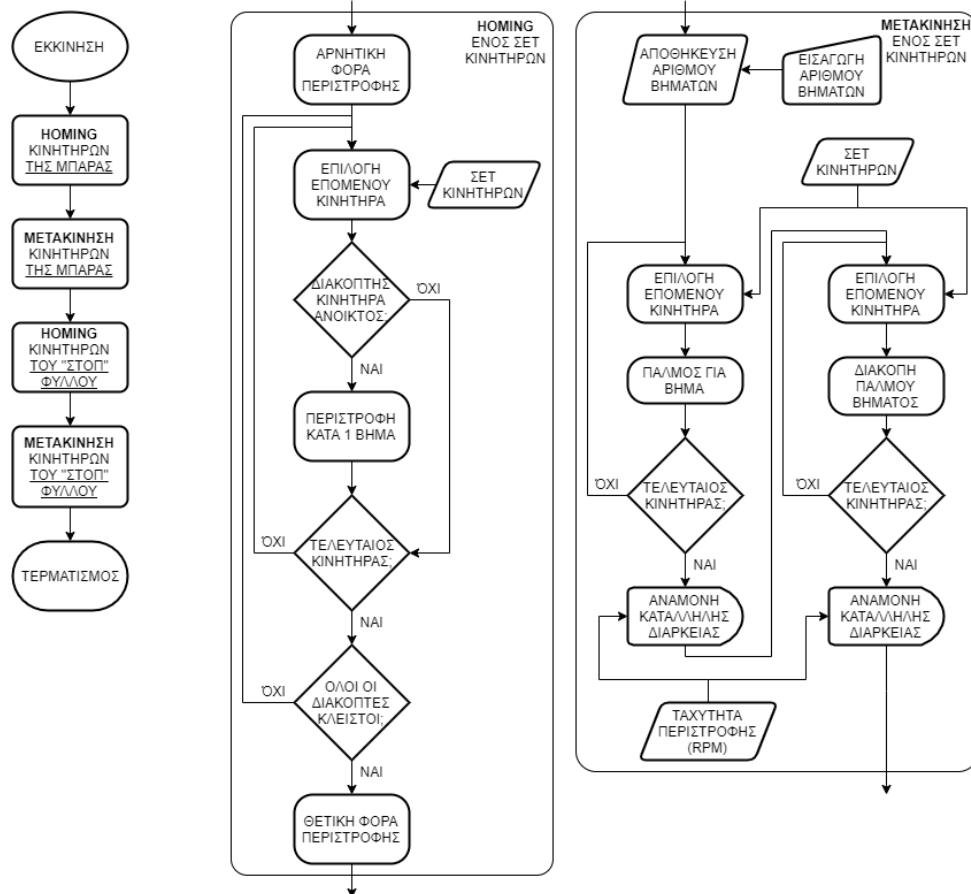 ΕΚΚΙΝΗΣΗ
HOMING
ΚΙΝΗΤΗΡΩΝ
ΤΗΣ ΜΠΑΡΑΣ
ΜΕΤΑΚΙΝΗΣΗ
ΚΙΝΗΤΗΡΩΝ
ΤΗΣ ΜΠΑΡΑΣ
HOMING
ΚΙΝΗΤΗΡΩΝ
ΤΟΥ "ΣΤΟΠ"
ΦΥΛΛΟΥ
ΜΕΤΑΚΙΝΗΣΗ
ΚΙΝΗΤΗΡΩΝ
ΤΟΥ "ΣΤΟΠ"
ΦΥΛΛΟΥ
ΤΕΡΜΑΤΙΣΜΟΣ
HOMING
ΕΝΟΣ ΣΕΤ
ΚΙΝΗΤΗΡΩΝ
ΑΡΝΗΤΙΚΗ
ΦΟΡΑ
ΠΕΡΙΣΤΡΟΦΗΣ
ΕΠΙΛΟΓΗ
ΕΠΟΜΕΝΟΥ
ΚΙΝΗΤΗΡΑ
ΣΕΤ
ΚΙΝΗΤΗΡΩΝ
ΔΙΑΚΟΠΤΗΣ
ΚΙΝΗΤΗΡΑ
ΑΝΟΙΚΤΟΣ;
ΌΧΙ
ΝΑΙ
ΠΕΡΙΣΤΡΟΦΗ
ΚΑΤΑ 1 ΒΗΜΑ
ΌΧΙ
ΤΕΛΕΥΤΑΙΟΣ
ΚΙΝΗΤΗΡΑΣ;
ΝΑΙ
ΌΧΙ
ΟΛΟΙ ΟΙ
ΔΙΑΚΟΠΤΕΣ
ΚΛΕΙΣΤΟΙ;
ΝΑΙ
ΘΕΤΙΚΗ ΦΟΡΑ
ΠΕΡΙΣΤΡΟΦΗΣ
ΜΕΤΑΚΙΝΗΣΗ
ΕΝΟΣ ΣΕΤ
ΚΙΝΗΤΗΡΩΝ
ΑΠΟΘΗΚΕΥΣΗ
ΑΡΙΘΜΟΥ
ΒΗΜΑΤΩΝ
ΕΙΣΑΓΩΓΗ
ΑΡΙΘΜΟΥ
ΒΗΜΑΤΩΝ
ΣΕΤ
ΚΙΝΗΤΗΡΩΝ
ΕΠΙΛΟΓΗ
ΕΠΟΜΕΝΟΥ
ΚΙΝΗΤΗΡΑ
ΠΑΛΜΟΣ ΓΙΑ
ΒΗΜΑ
ΌΧΙ
ΤΕΛΕΥΤΑΙΟΣ
ΚΙΝΗΤΗΡΑΣ;
ΝΑΙ
ΑΝΑΜΟΝΗ
ΚΑΤΑΛΛΗΛΗΣ
ΔΙΑΡΚΕΙΑΣ
ΕΠΙΛΟΓΗ
ΕΠΟΜΕΝΟΥ
ΚΙΝΗΤΗΡΑ
ΔΙΑΚΟΠΗ
ΠΑΛΜΟΥ
ΒΗΜΑΤΟΣ
ΌΧΙ
ΤΕΛΕΥΤΑΙΟΣ
ΚΙΝΗΤΗΡΑΣ;
ΝΑΙ
ΑΝΑΜΟΝΗ
ΚΑΤΑΛΛΗΛΗΣ
ΔΙΑΡΚΕΙΑΣ
ΤΑΧΥΤΗΤΑ
ΠΕΡΙΣΤΡΟΦΗΣ
(RPM)